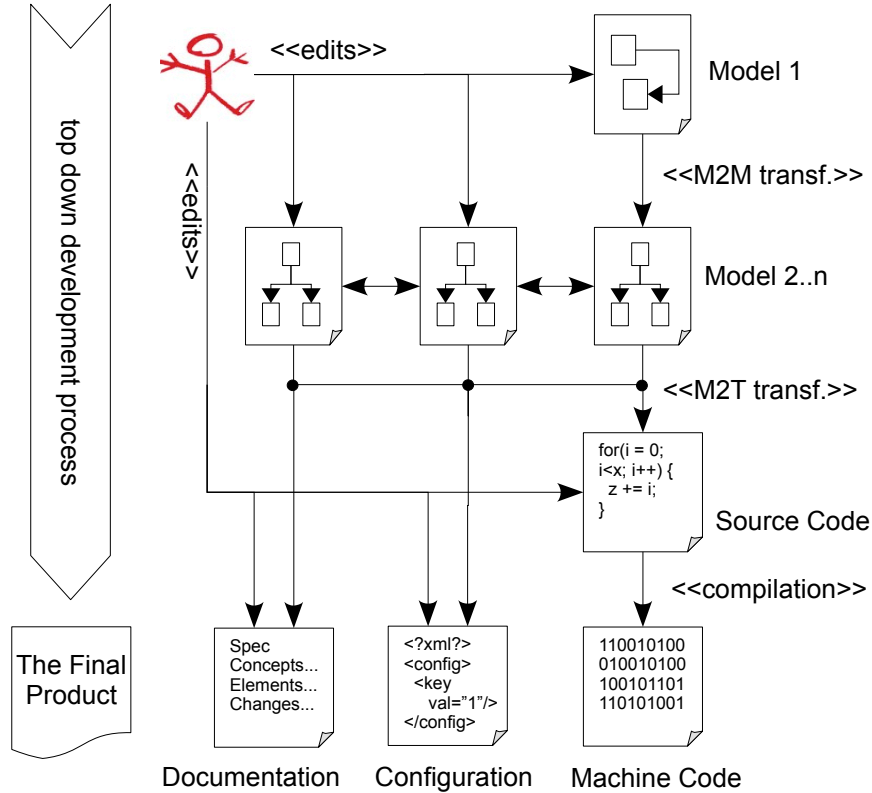 <<edits>>
Model 1
top down development process
<<edits>>
<<M2M transf.>>
Model 2..n
<<M2T transf.>>
for(i = 0;
i<x; i++) {
z += i;
}
Source Code
<<compilation>>
The Final
Product
Spec
Concepts...
Elements...
Changes...
<?xml?>
<config>
<key
val=”1”/>
</config>
110010100
010010100
100101101
110101001
Documentation
Configuration
Machine Code